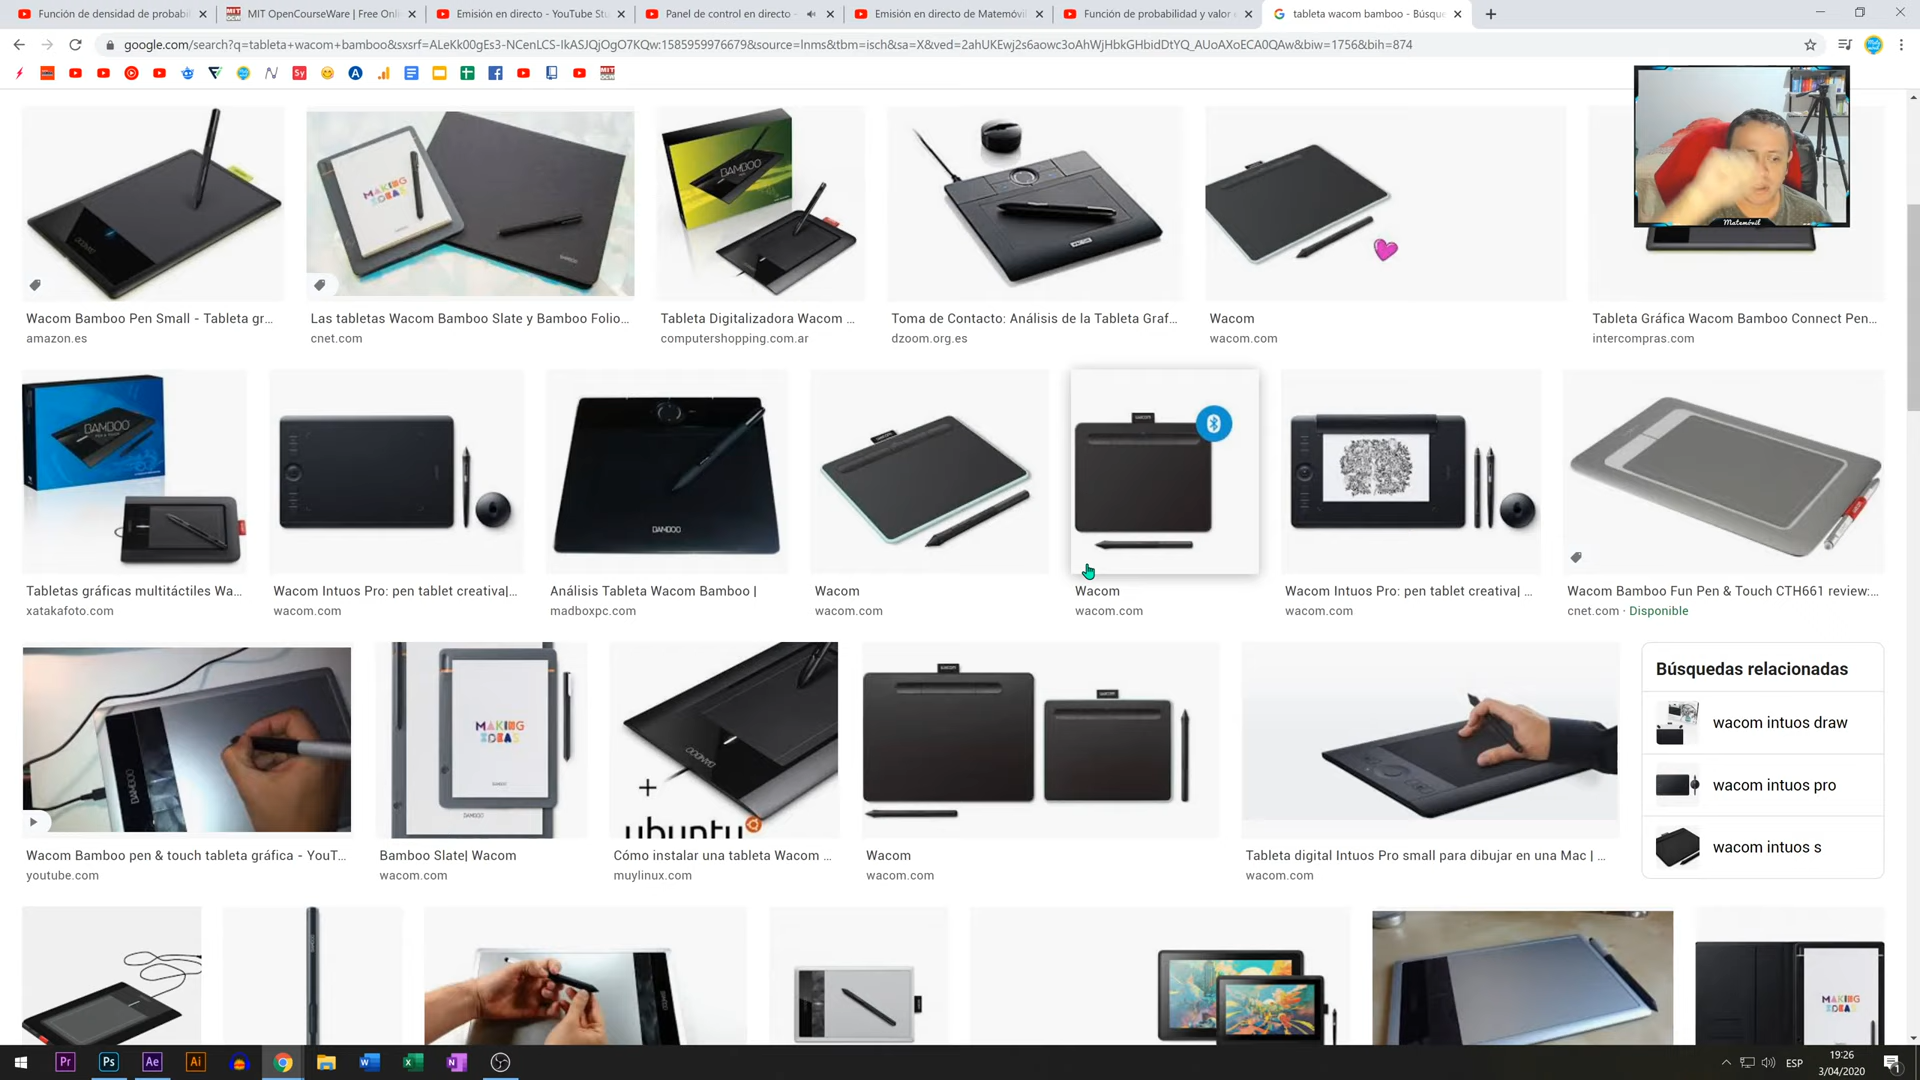 Función de densidad de probabil
MIT OpenCourseWare | Free Onli
Emisión en directo - YouTube Stu
Panel de control en directo -
Emisión en directo de Matemóvil
Función de probabilidad y valor e
tableta wacom bamboo - Búsque
google.com/search?q=tableta+wacom+bamboo&sxsrf=ALeKk00gEs3-NCenLCS-IkASJQjOgO7KQw:1585959976679&source=lnms&tbm=isch&sa=X&ved=2ahUKEwj2s6aowc3oAhWjHbkGHbidDtYQ_AUoAXoECA0QAw&biw=1756&bih=874
Matemóvil
Wacom Bamboo Pen Small - Tableta gr...
amazon.es
Las tabletas Wacom Bamboo Slate y Bamboo Folio...
cnet.com
Tableta Digitalizadora Wacom ...
computershopping.com.ar
Toma de Contacto: Análisis de la Tableta Graf...
dzoom.org.es
Wacom
wacom.com
Tableta Gráfica Wacom Bamboo Connect Pen...
intercompras.com
Tabletas gráficas multitáctiles Wa...
xatakafoto.com
Wacom Intuos Pro: pen tablet creativa|...
wacom.com
Análisis Tableta Wacom Bamboo |
madboxpc.com
Wacom
wacom.com
Wacom
wacom.com
Wacom Intuos Pro: pen tablet creativa| ...
wacom.com
Wacom Bamboo Fun Pen & Touch CTH661 review:...
cnet.com · Disponible
MAKING
IDEAS
BAMBOO
+
ubuntu
Búsquedas relacionadas
wacom intuos draw
wacom intuos pro
wacom intuos s
Wacom Bamboo pen & touch tableta gráfica - YouT...
youtube.com
Bamboo Slate| Wacom
wacom.com
Cómo instalar una tableta Wacom ...
muylinux.com
Wacom
wacom.com
Tableta digital Intuos Pro small para dibujar en una Mac | ...
wacom.com
MAKING
IDEAS
ESP
19:26
3/04/2020